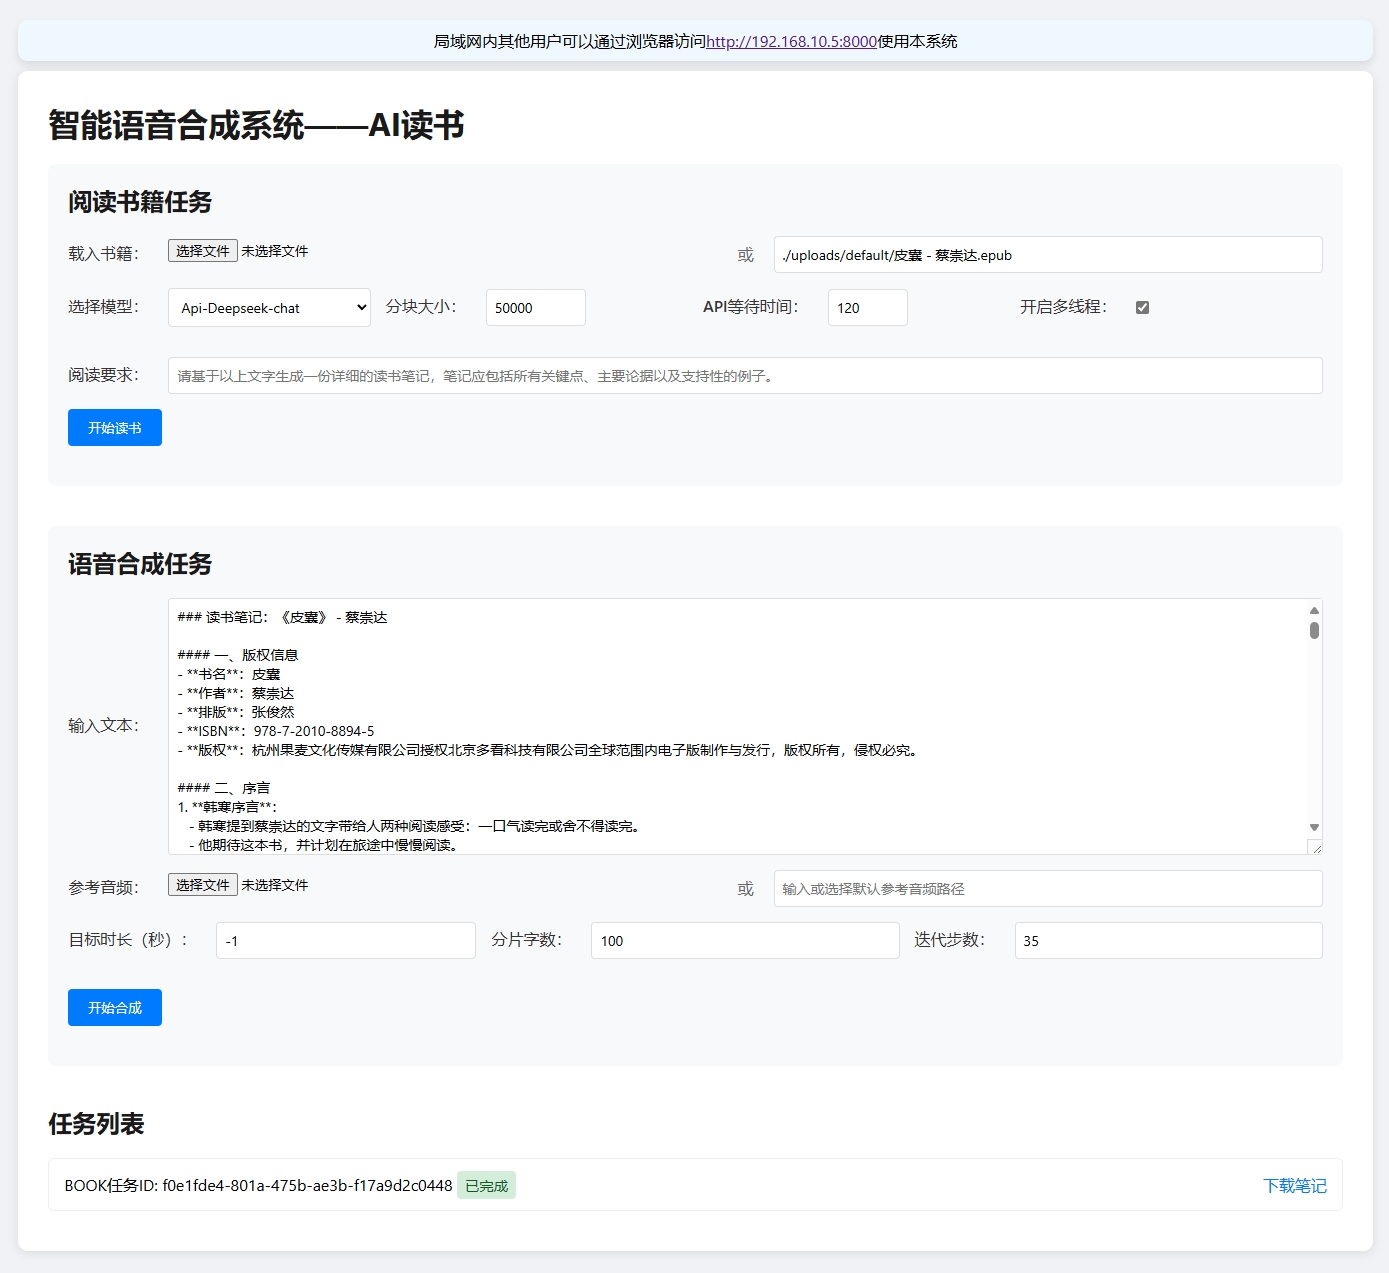 局域网内其他用户可以通过浏览器访问http://192.168.10.5:8000使用本系统
智能语音合成系统——AI读书
阅读书籍任务
载入书籍： 选择文件 未选择文件 或 ./uploads/default/皮囊 - 蔡崇达.epub
选择模型： Api-Deepseek-chat 分块大小： 50000 API等待时间： 120 开启多线程：
阅读要求： 请基于以上文字生成一份详细的读书笔记，笔记应包括所有关键点、主要论据以及支持性的例子。
开始读书
语音合成任务
输入文本：
### 读书笔记：《皮囊》 - 蔡崇达
#### 一、版权信息
- **书名**：皮囊
- **作者**：蔡崇达
- **排版**：张俊然
- **ISBN**：978-7-2010-8894-5
- **版权**：杭州果麦文化传媒有限公司授权北京多看科技有限公司全球范围内电子版制作与发行，版权所有，侵权必究。
#### 二、序言
1. **韩寒序言**：
- 韩寒提到蔡崇达的文字带给人两种阅读感受：一口气读完或舍不得读完。
- 他期待这本书，并计划在旅途中慢慢阅读。
参考音频： 选择文件 未选择文件 或 输入或选择默认参考音频路径
目标时长（秒）： -1 分片字数： 100 迭代步数： 35
开始合成
任务列表
BOOK任务ID: f0e1fde4-801a-475b-ae3b-f17a9d2c0448 已完成 下载笔记